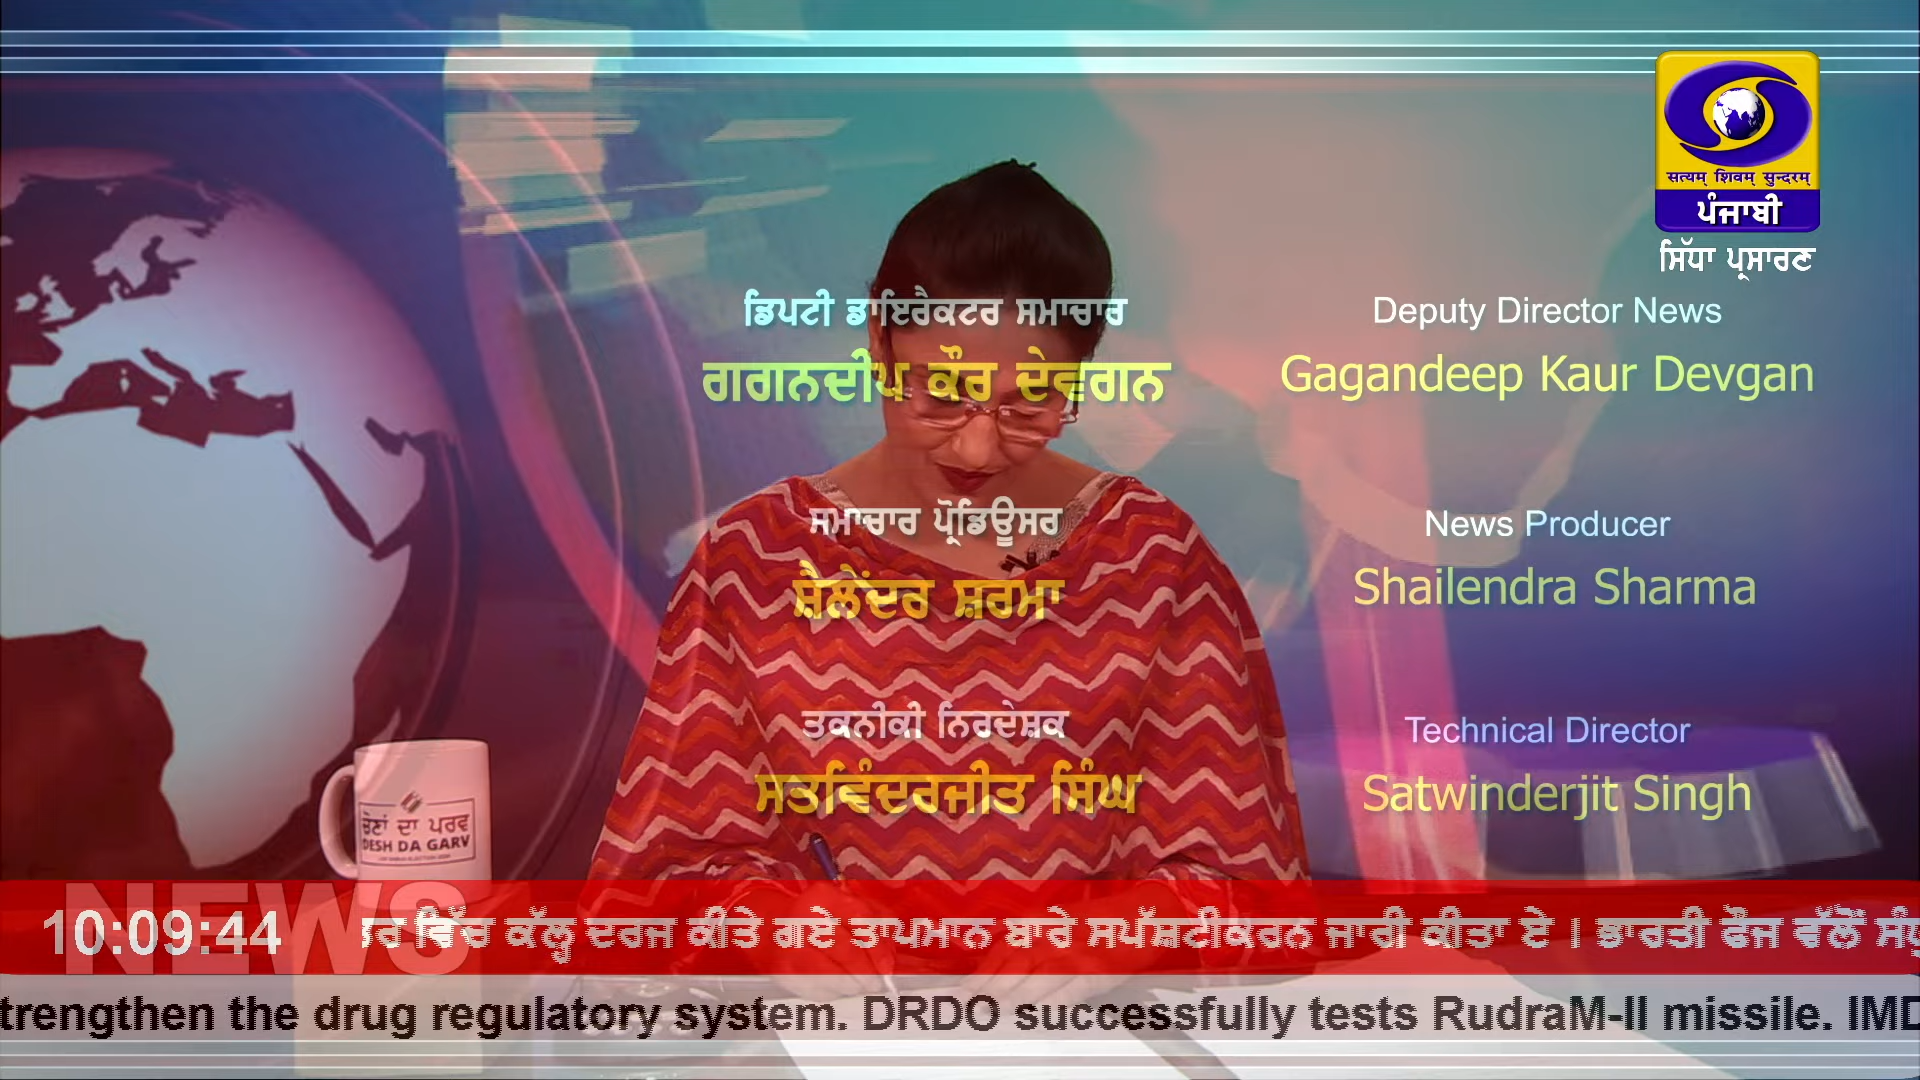 सत्यम् शिवम् सुन्दरम्
ਪੰਜਾਬੀ
ਸਿੱਧਾ ਪ੍ਰਸਾਰਣ
ਡਿਪਟੀ ਡਾਇਰੈਕਟਰ ਸਮਾਚਾਰ
Deputy Director News
ਗਗਨਦੀਪ ਕੌਰ ਦੇਵਗਨ
Gagandeep Kaur Devgan
ਸਮਾਚਾਰ ਪ੍ਰੋਡਿਊਸਰ
News Producer
ਸ਼ੈਲੇਂਦਰ ਸ਼ਰਮਾ
Shailendra Sharma
ਤਕਨੀਕੀ ਨਿਰਦੇਸ਼ਕ
Technical Director
ਸਤਵਿੰਦਰਜੀਤ ਸਿੰਘ
Satwinderjit Singh
ਚੋਣਾਂ ਦਾ ਪਰਵ
DESH DA GARV
NEWS
10:09:44
ਵਿੱਚ ਕੱਲ੍ਹ ਦਰਜ ਕੀਤੇ ਗਏ ਤਾਪਮਾਨ ਬਾਰੇ ਸਪੱਸ਼ਟੀਕਰਨ ਜਾਰੀ ਕੀਤਾ ਏ । ਭਾਰਤੀ ਫੌਜ ਵੱਲੋਂ
trengthen the drug regulatory system. DRDO successfully tests RudraM-II missile. IMD